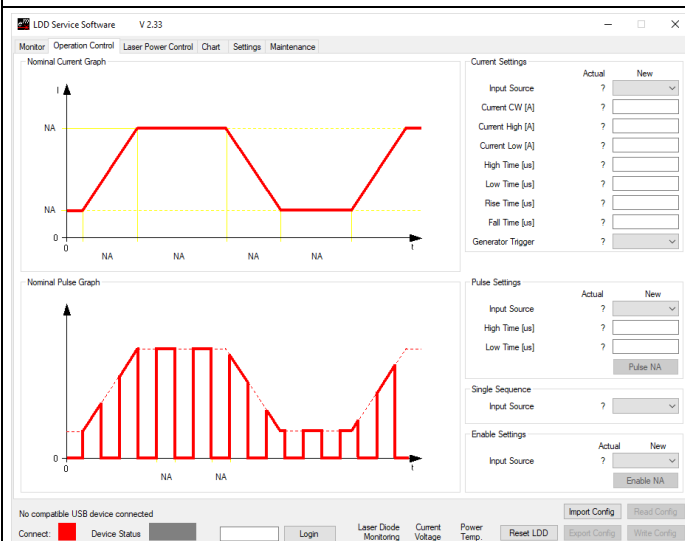 LDD Service Software V 2.33
Monitor Operation Control Laser Power Control Chart Settings Maintenance
Nominal Current Graph
I
NA
NA
0
0
t
NA NA NA NA
Current Settings
Actual New
Input Source ?
Current CW [A] ?
Current High [A] ?
Current Low [A] ?
High Time [us] ?
Low Time [us] ?
Rise Time [us] ?
Fall Time [us] ?
Generator Trigger ?
Nominal Pulse Graph
0
0
t
NA NA
Pulse Settings
Actual New
Input Source ?
High Time [us] ?
Low Time [us] ?
Pulse NA
Single Sequence
Input Source ?
Enable Settings
Actual New
Input Source ?
Enable NA
No compatible USB device connected
Import Config Read Config
Connect: Device Status Login
Laser Diode Monitoring
Current Voltage
Power Temp.
Reset LDD Export Config Write Config